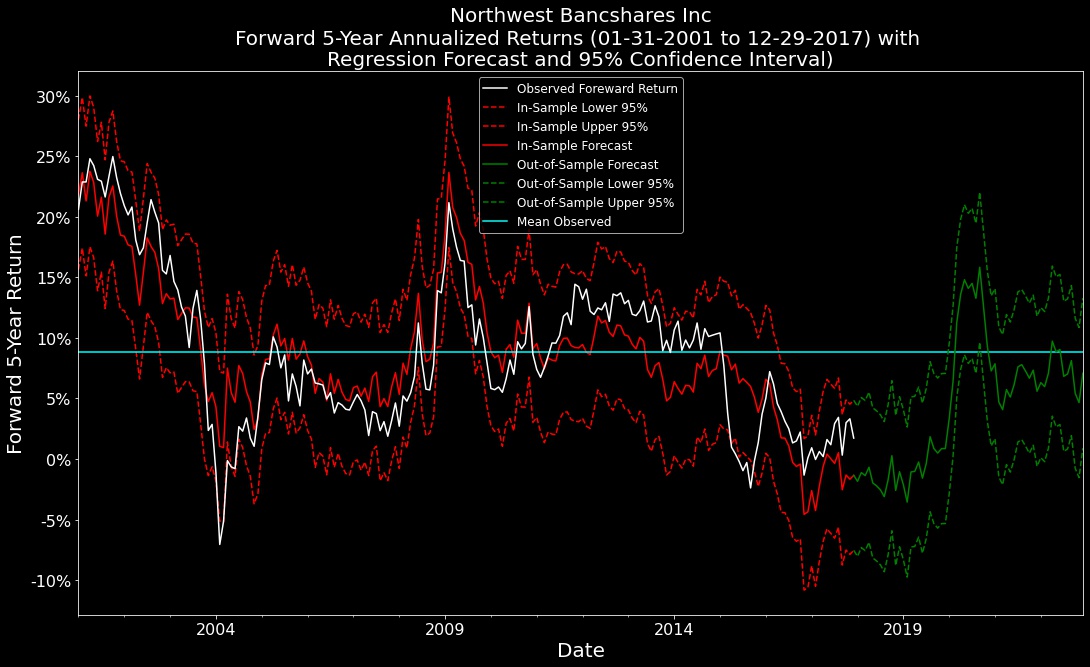 Northwest Bancshares Inc
Forward 5-Year Annualized Returns (01-31-2001 to 12-29-2017) with
Regression Forecast and 95% Confidence Interval)
Observed Foreward Return
In-Sample Lower 95%
In-Sample Upper 95%
In-Sample Forecast
Out-of-Sample Forecast
Out-of-Sample Lower 95%
Out-of-Sample Upper 95%
Mean Observed
Forward 5-Year Return
30%
25%
20%
15%
10%
5%
0%
-5%
-10%
2004
2009
2014
2019
Date